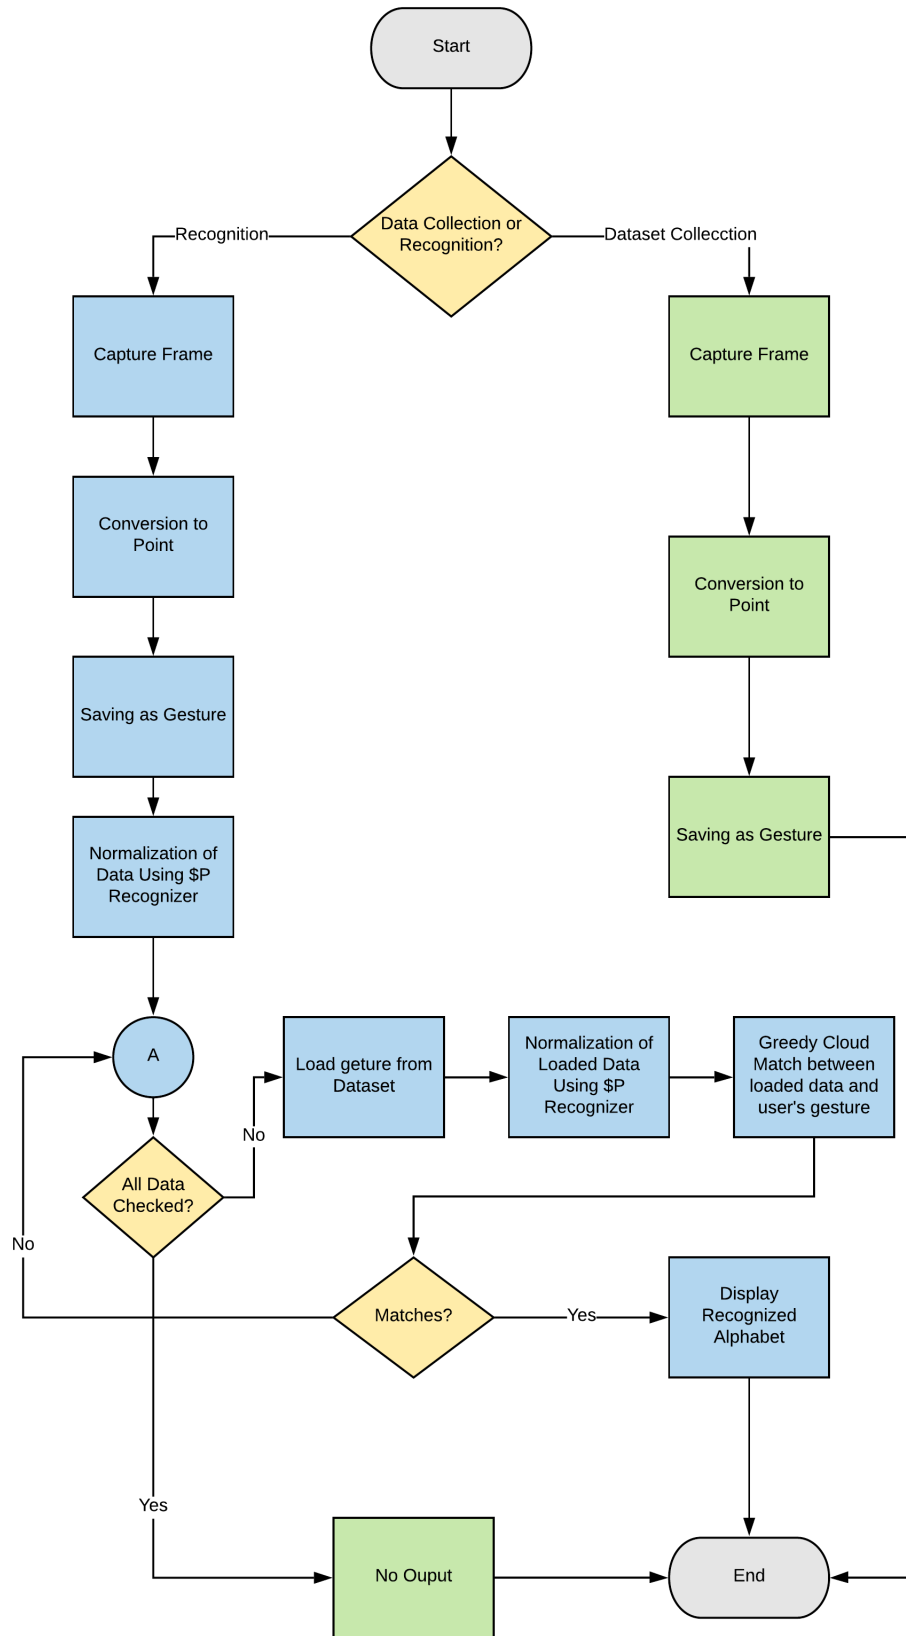 Start
Data Collection or
Recognition?
Recognition
Dataset Collecction
Capture Frame
Capture Frame
Conversion to
Point
Conversion to
Point
Saving as Gesture
Saving as Gesture
Normalization of
Data Using $P
Recognizer
A
Load geture from
Dataset
Normalization of
Loaded Data
Using $P
Recognizer
Greedy Cloud
Match between
loaded data and
user's gesture
No
All Data
Checked?
No
Matches?
Yes
Display
Recognized
Alphabet
Yes
No Ouput
End